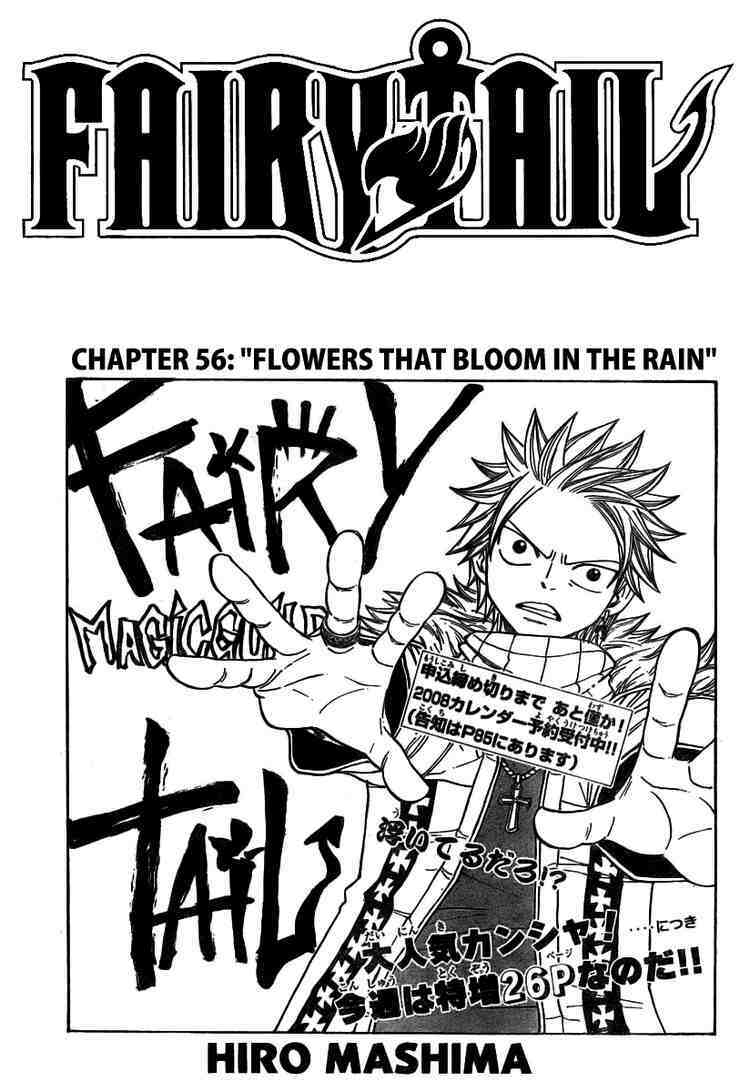 FAIRY TAIL
CHAPTER 56: "FLOWERS THAT BLOOM IN THE RAIN"
FAIRY
MAGIC GUILD
TAIL
申込締め切りまで あと僅か!
2008カレンダー予約受付中!!
(告知はP85にあります)
浮いてるだろ!?
大人気カンシャ!
‥‥につき
今週は特増26Pなのだ!!
HIRO MASHIMA